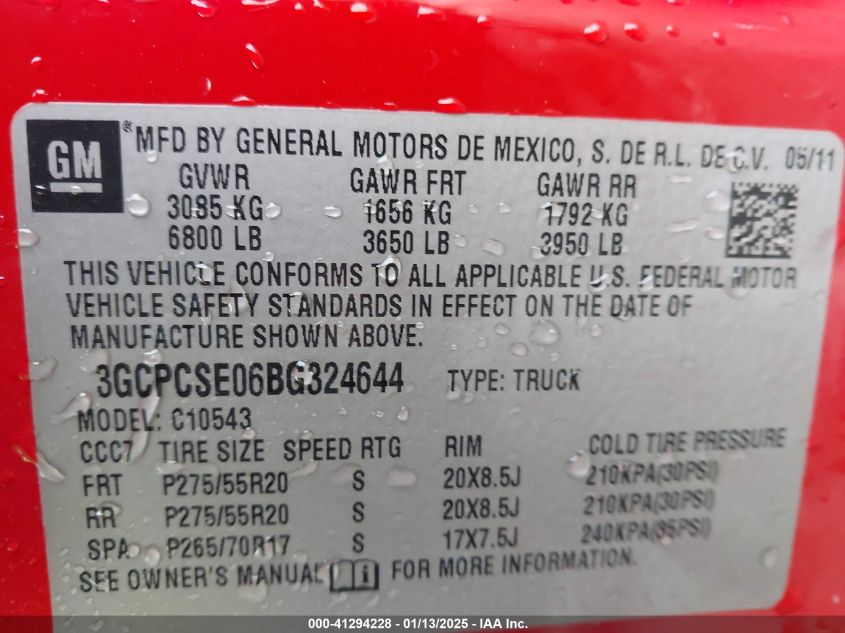 GM ® MFD BY GENERAL MOTORS DE MEXICO, S. DE R.L. DE C.V. 05/11
GVWR GAWR FRT GAWR RR
3085 KG 1656 KG 1792 KG
6800 LB 3650 LB 3950 LB
THIS VEHICLE CONFORMS TO ALL APPLICABLE U.S. FEDERAL MOTOR
VEHICLE SAFETY STANDARDS IN EFFECT ON THE DATE OF
MANUFACTURE SHOWN ABOVE.
3GCPCSE06BG324644 TYPE: TRUCK
MODEL: C10543
CCC7 TIRE SIZE SPEED RTG RIM COLD TIRE PRESSURE
FRT P275/55R20 S 20X8.5J 210KPA(30PSI)
RR P275/55R20 S 20X8.5J 210KPA(30PSI)
SPA P265/70R17 S 17X7.5J 240KPA(35PSI)
SEE OWNER'S MANUAL FOR MORE INFORMATION.
000-41294228 - 01/13/2025 - IAA Inc.